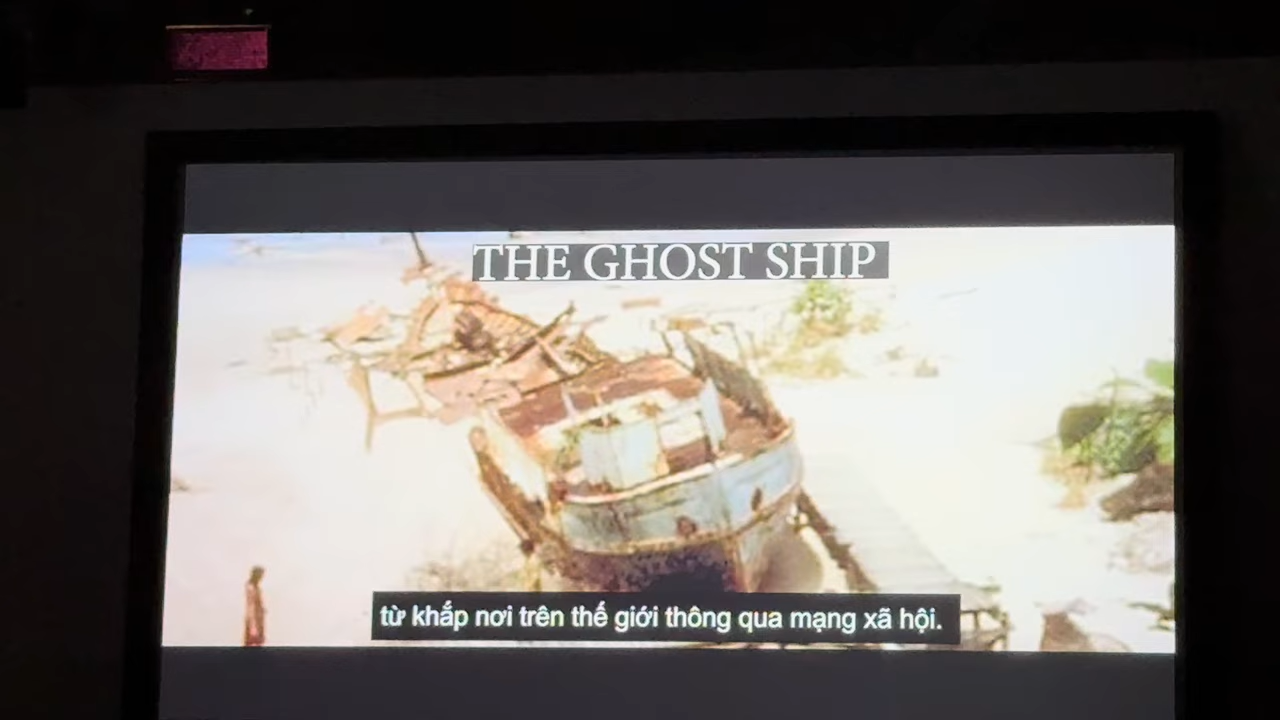 THE GHOST SHIP
từ khắp nơi trên thế giới thông qua mạng xã hội.